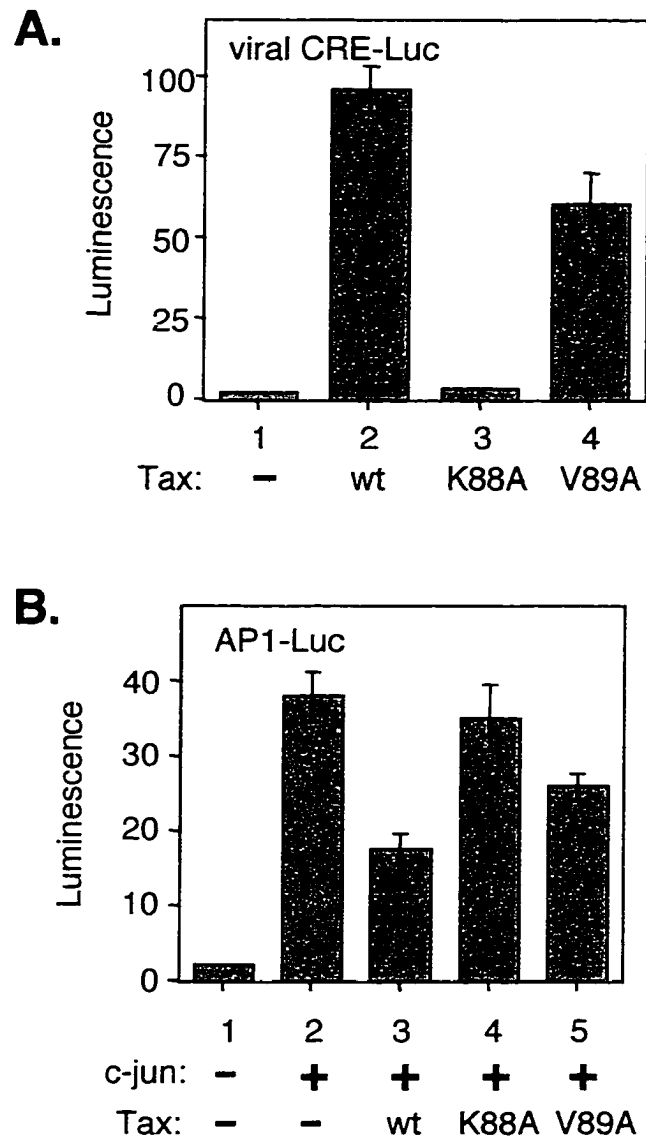 A.
viral CRE-Luc
Luminescence
100
75
50
25
0
1 2 3 4
Tax: – wt K88A V89A
B.
AP1-Luc
Luminescence
40
30
20
10
0
1 2 3 4 5
c-jun: – + + + +
Tax: – – wt K88A V89A